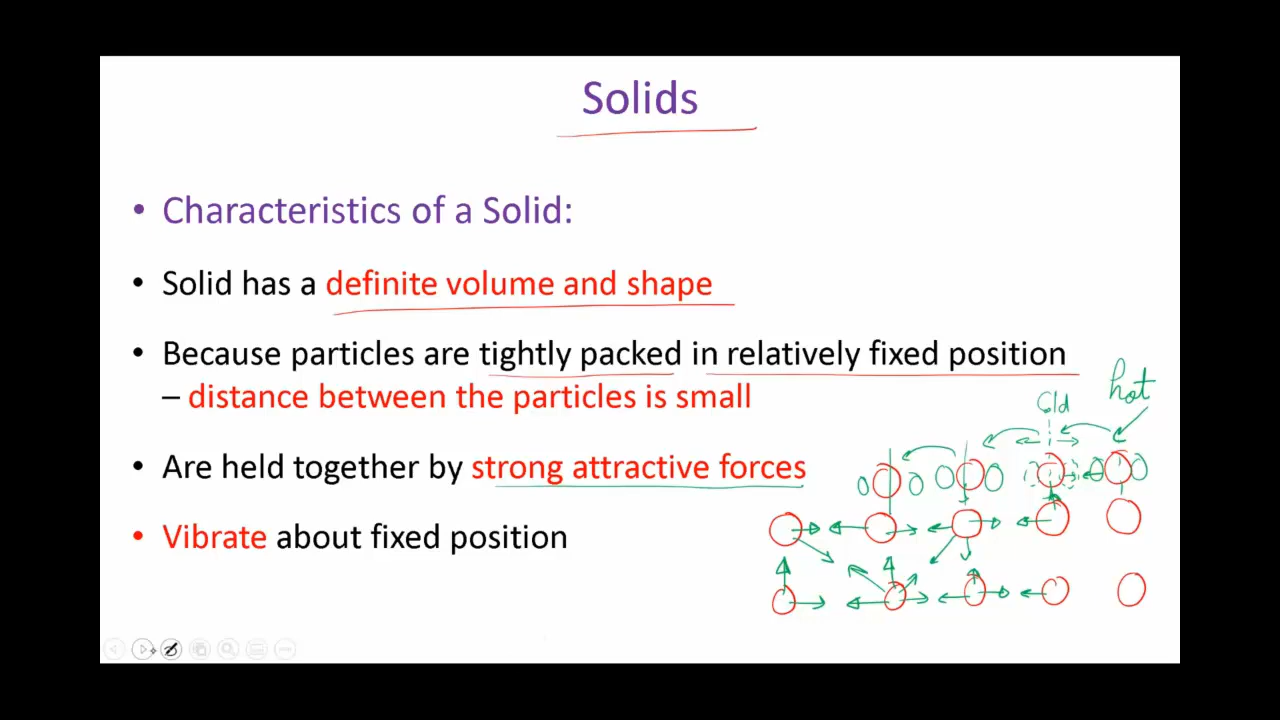 Solids
• Characteristics of a Solid:
• Solid has a definite volume and shape
• Because particles are tightly packed in relatively fixed position
– distance between the particles is small
• Are held together by strong attractive forces
• Vibrate about fixed position
hot